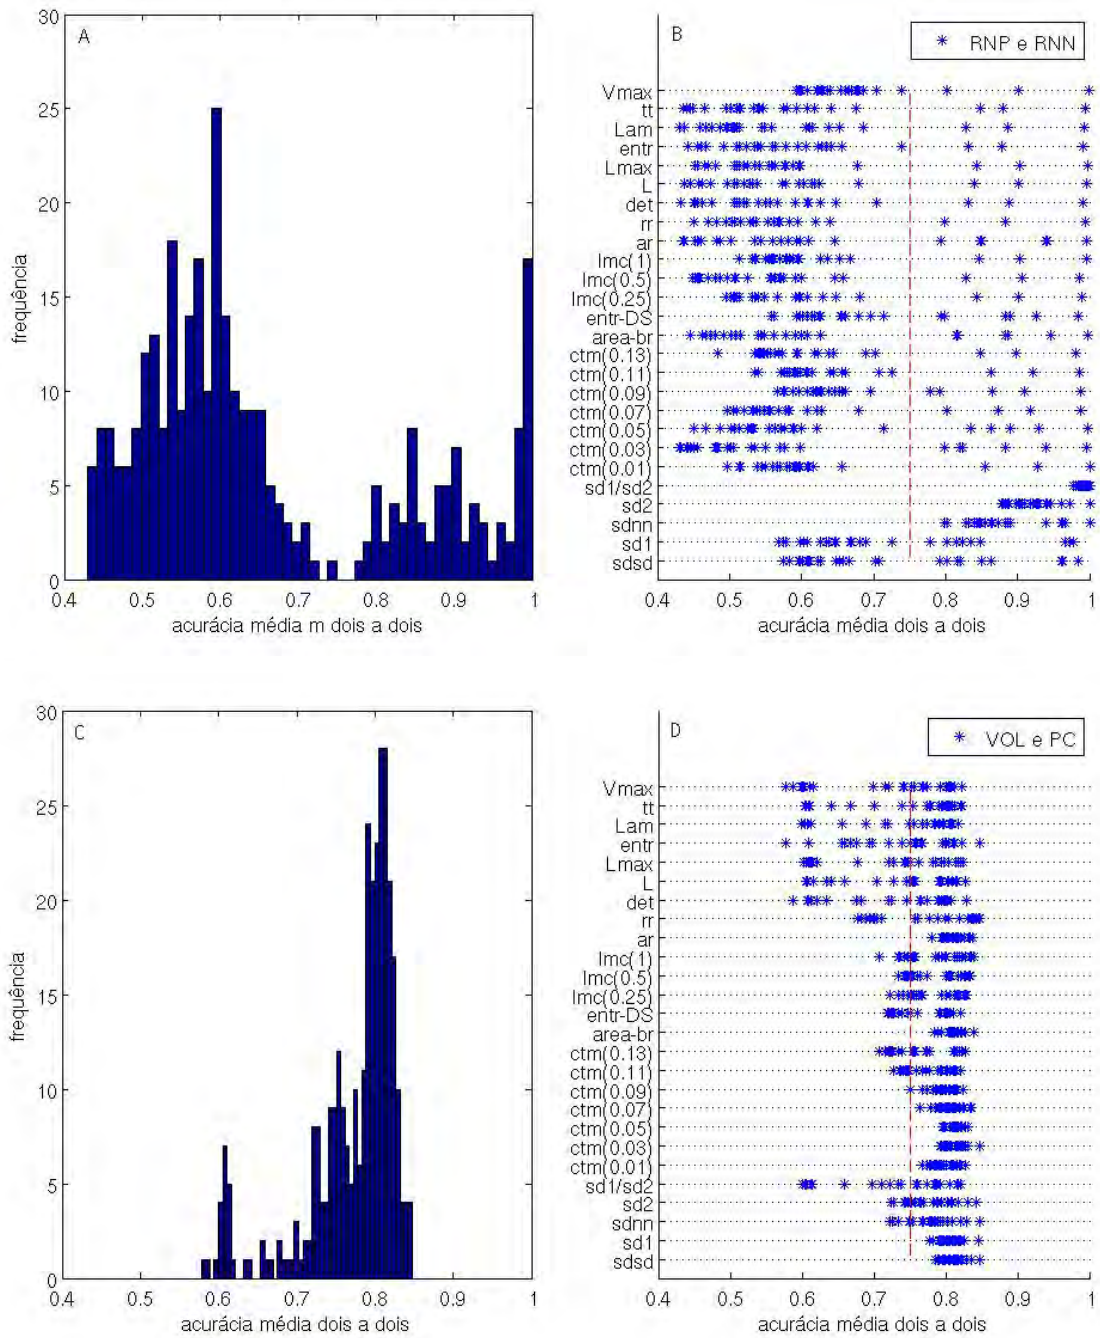 A
30
25
20
15
10
5
0
frequência
0.4 0.5 0.6 0.7 0.8 0.9 1
acurácia média m dois a dois
B
RNP e RNN
Vmax
tt
Lam
entr
Lmax
L
det
rr
ar
lmc(1)
lmc(0.5)
lmc(0.25)
entr-DS
area-br
ctm(0.13)
ctm(0.11)
ctm(0.09)
ctm(0.07)
ctm(0.05)
ctm(0.03)
ctm(0.01)
sd1/sd2
sd2
sdnn
sd1
sdsd
0.4 0.5 0.6 0.7 0.8 0.9 1
acurácia média dois a dois
C
30
25
20
15
10
5
0
frequência
0.4 0.5 0.6 0.7 0.8 0.9 1
acurácia média dois a dois
D
VOL e PC
Vmax
tt
Lam
entr
Lmax
L
det
rr
ar
lmc(1)
lmc(0.5)
lmc(0.25)
entr-DS
area-br
ctm(0.13)
ctm(0.11)
ctm(0.09)
ctm(0.07)
ctm(0.05)
ctm(0.03)
ctm(0.01)
sd1/sd2
sd2
sdnn
sd1
sdsd
0.4 0.5 0.6 0.7 0.8 0.9 1
acurácia média dois a dois